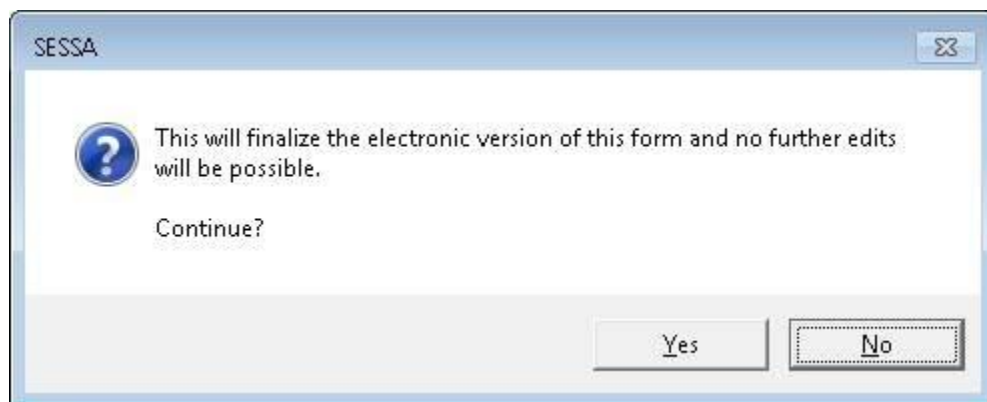 SESSA
This will finalize the electronic version of this form and no further edits
will be possible.
Continue?
Yes
No